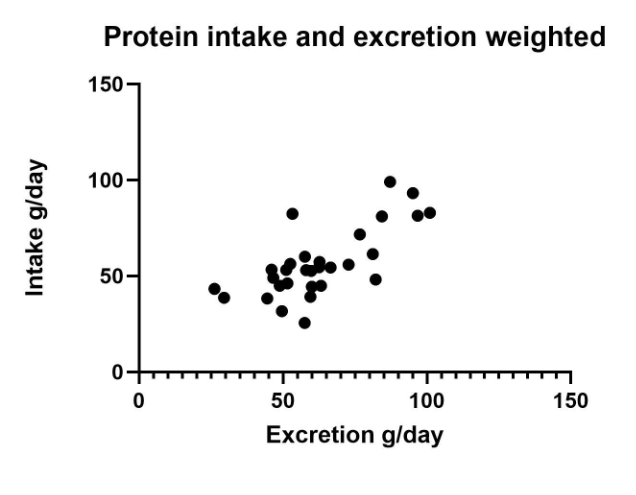 Protein intake and excretion weighted
150
100
50
0
Intake g/day
0 50 100 150
Excretion g/day